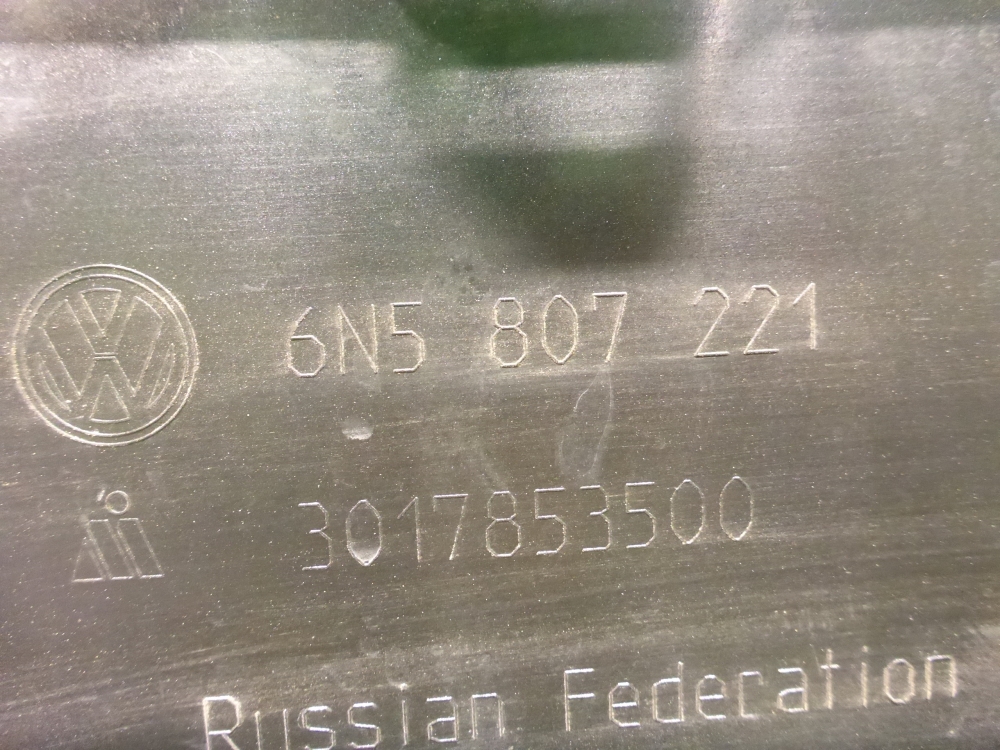 6N5 807 221
3017853500
Russian Federation